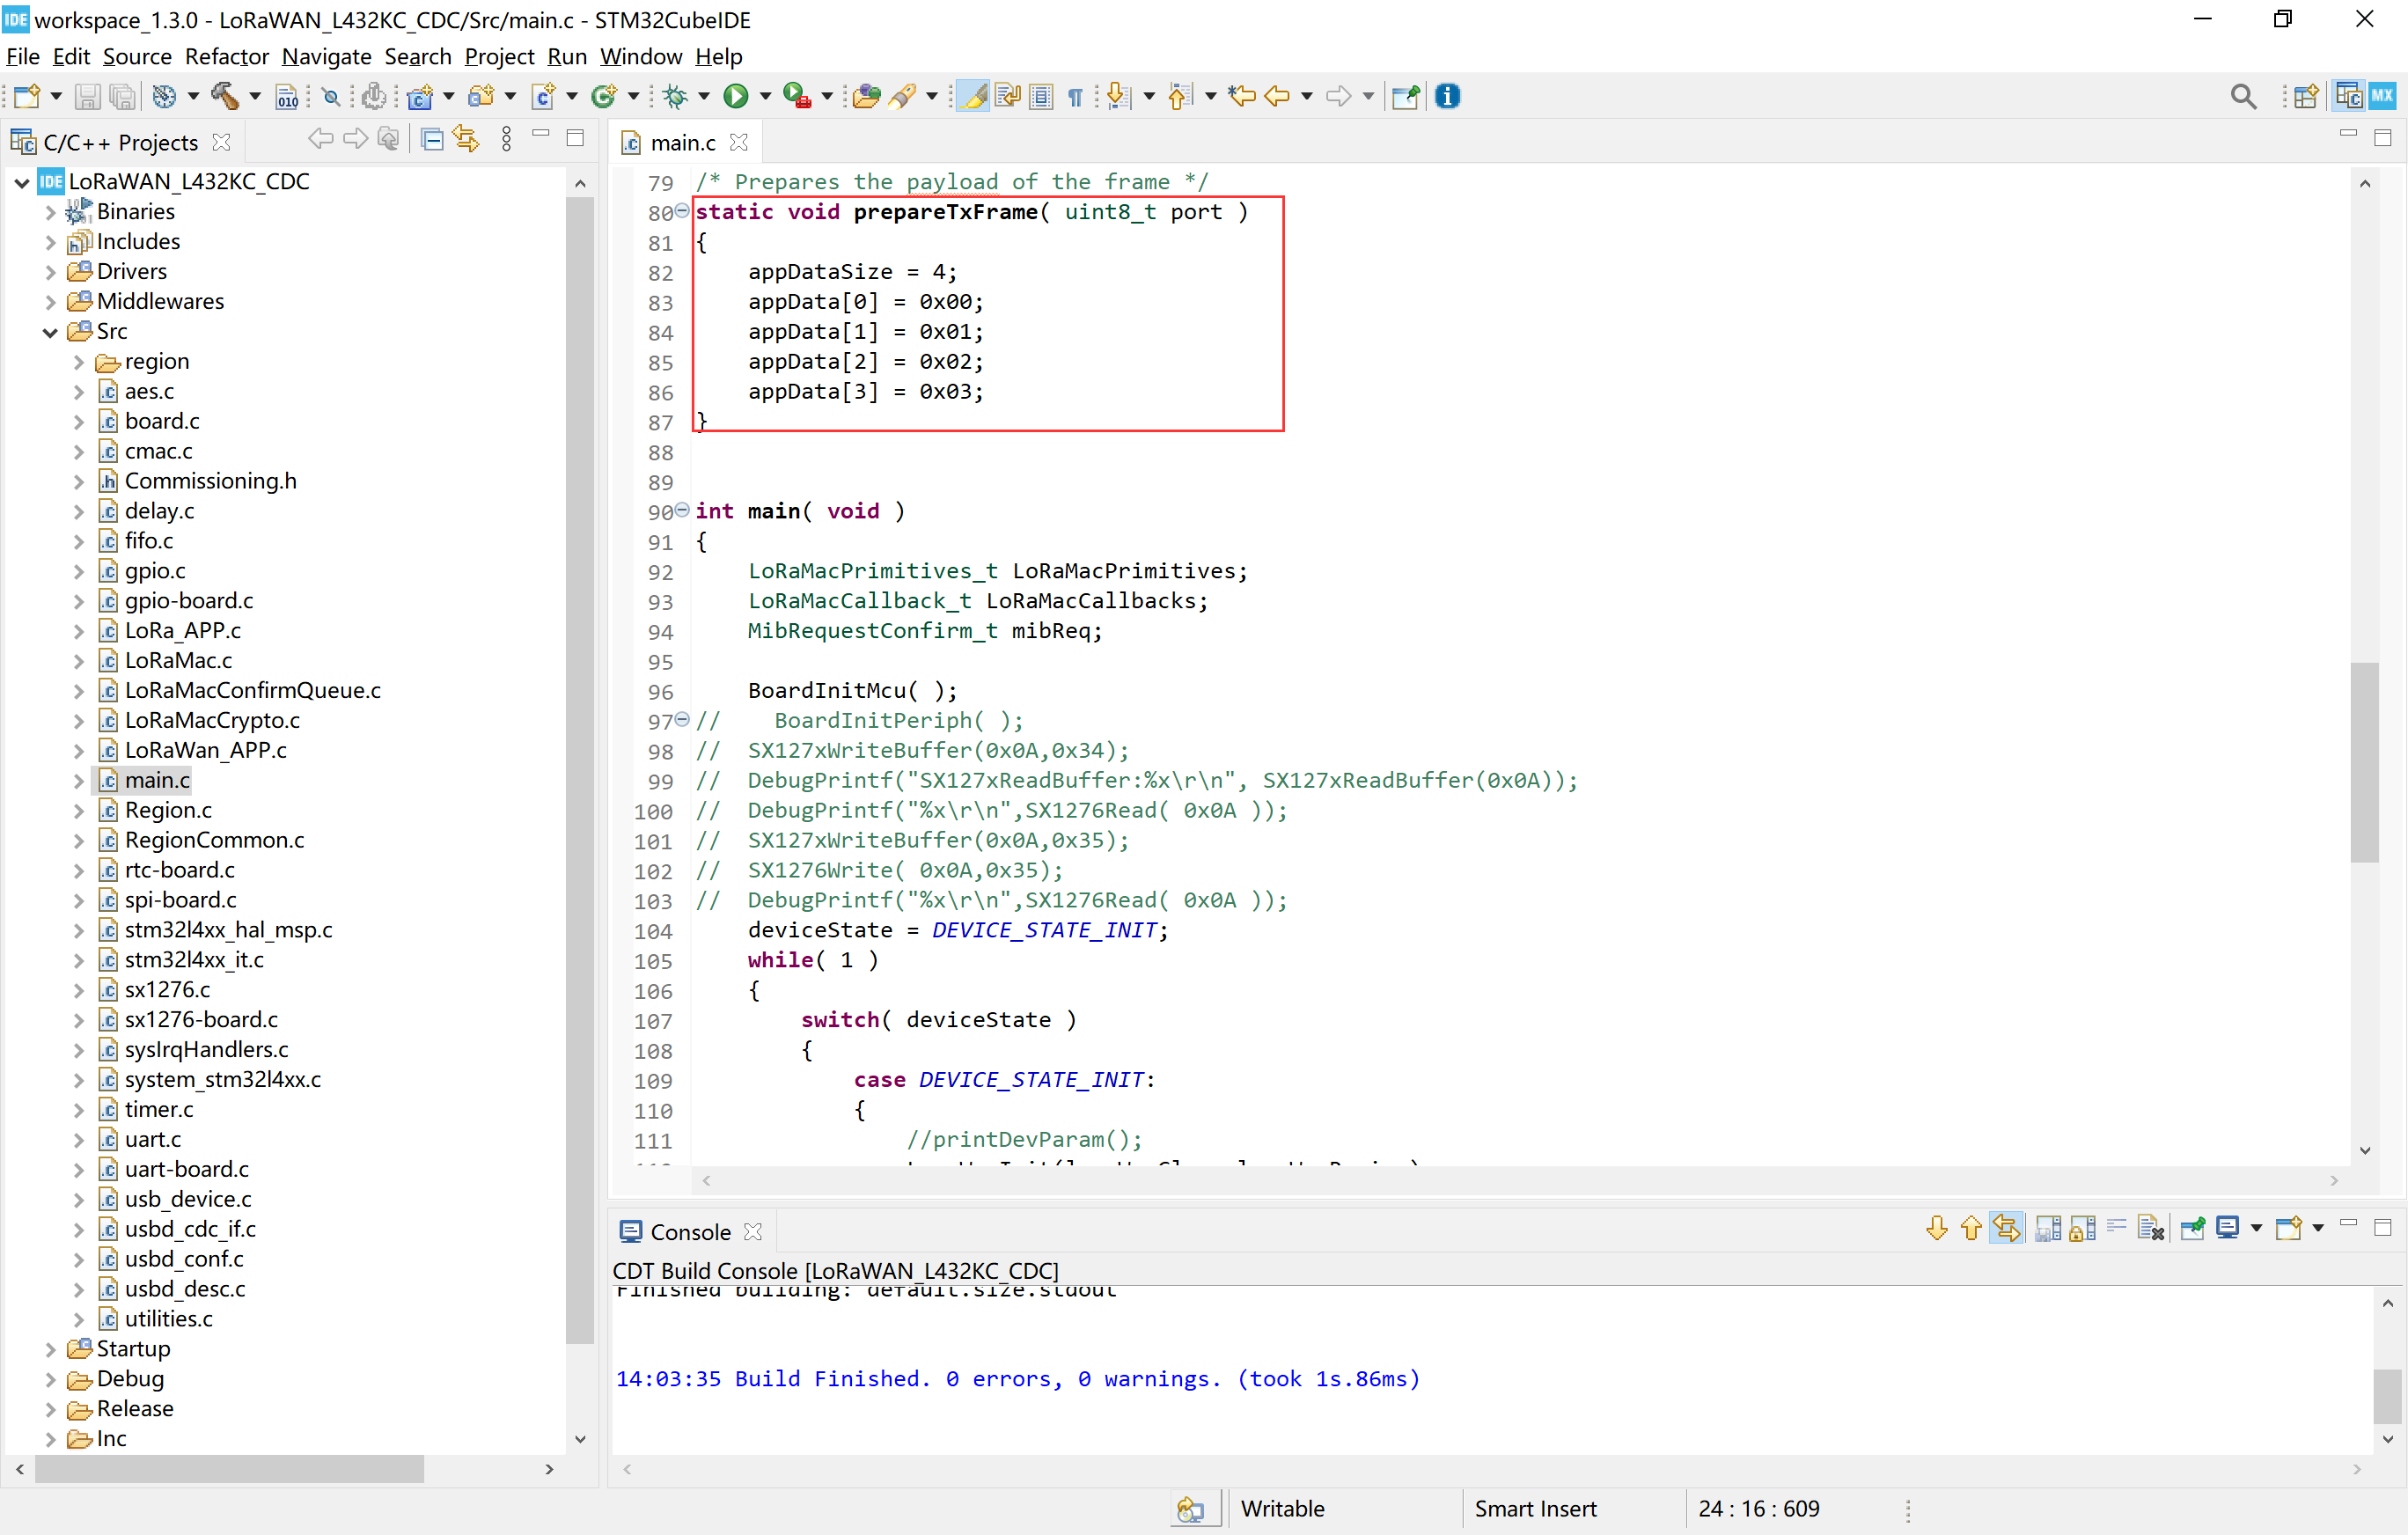 IDE workspace_1.3.0 - LoRaWAN_L432KC_CDC/Src/main.c - STM32CubeIDE
File Edit Source Refactor Navigate Search Project Run Window Help
010
MX
C/C++ Projects
IDE LoRaWAN_L432KC_CDC
Binaries
Includes
Drivers
Middlewares
Src
region
aes.c
board.c
cmac.c
Commissioning.h
delay.c
fifo.c
gpio.c
gpio-board.c
LoRa_APP.c
LoRaMac.c
LoRaMacConfirmQueue.c
LoRaMacCrypto.c
LoRaWan_APP.c
main.c
Region.c
RegionCommon.c
rtc-board.c
spi-board.c
stm32l4xx_hal_msp.c
stm32l4xx_it.c
sx1276.c
sx1276-board.c
sysIrqHandlers.c
system_stm32l4xx.c
timer.c
uart.c
uart-board.c
usb_device.c
usbd_cdc_if.c
usbd_conf.c
usbd_desc.c
utilities.c
Startup
Debug
Release
Inc
main.c
79 /* Prepares the payload of the frame */
80 static void prepareTxFrame( uint8_t port )
81 {
82 appDataSize = 4;
83 appData[0] = 0x00;
84 appData[1] = 0x01;
85 appData[2] = 0x02;
86 appData[3] = 0x03;
87 }
88
89
90 int main( void )
91 {
92 LoRaMacPrimitives_t LoRaMacPrimitives;
93 LoRaMacCallback_t LoRaMacCallbacks;
94 MibRequestConfirm_t mibReq;
95
96 BoardInitMcu( );
97 // BoardInitPeriph( );
98 // SX127xWriteBuffer(0x0A,0x34);
99 // DebugPrintf("SX127xReadBuffer:%x\r\n", SX127xReadBuffer(0x0A));
100 // DebugPrintf("%x\r\n",SX1276Read( 0x0A ));
101 // SX127xWriteBuffer(0x0A,0x35);
102 // SX1276Write( 0x0A,0x35);
103 // DebugPrintf("%x\r\n",SX1276Read( 0x0A ));
104 deviceState = DEVICE_STATE_INIT;
105 while( 1 )
106 {
107 switch( deviceState )
108 {
109 case DEVICE_STATE_INIT:
110 {
111 //printDevParam();
Console
CDT Build Console [LoRaWAN_L432KC_CDC]
Finished building: default.size.stdout
14:03:35 Build Finished. 0 errors, 0 warnings. (took 1s.86ms)
Writable
Smart Insert
24 : 16 : 609